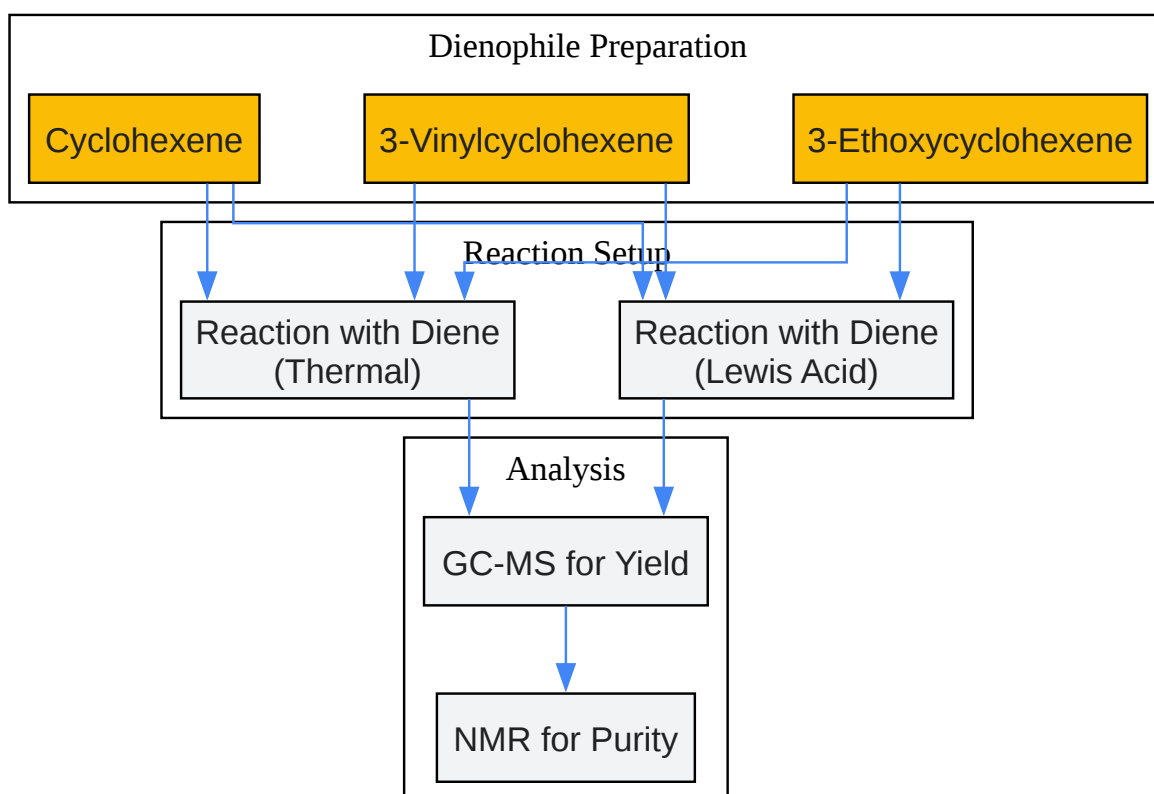 Dienophile Preparation
Cyclohexene
3-Vinylcyclohexene
3-Ethoxycyclohexene
Reaction Setup
Reaction with Diene
(Thermal)
Reaction with Diene
(Lewis Acid)
Analysis
GC-MS for Yield
NMR for Purity